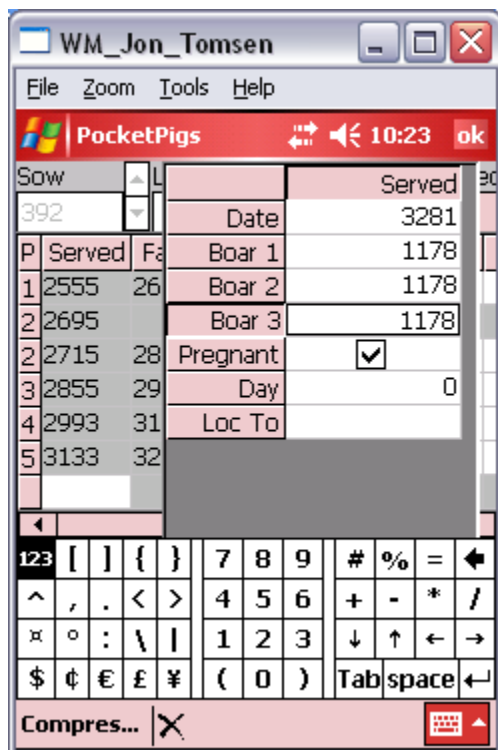 WM_Jon_Tomsen
File Zoom Tools Help
PocketPigs 10:23 ok
Sow
Served
392
Date 3281
P Served Fa
Boar 1 1178
1 2555 26
Boar 2 1178
2 2695
Boar 3 1178
2 2715 28
Pregnant
3 2855 29
Day 0
4 2993 31
Loc To
5 3133 32
123 [ ] { } 7 8 9 # % =
^ , . < > 4 5 6 + - * /
¤ ° : \ | 1 2 3 ↓ ↑ ← →
$ ¢ € £ ¥ ( 0 ) Tab space
Compres...